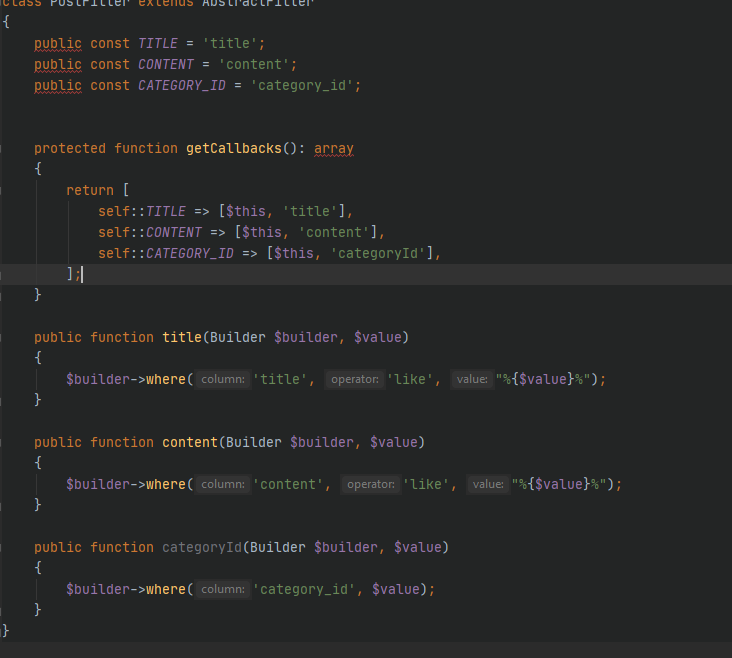 class PostFilter extends AbstractFilter
{
    public const TITLE = 'title';
    public const CONTENT = 'content';
    public const CATEGORY_ID = 'category_id';
    protected function getCallbacks(): array
    {
        return [
            self::TITLE => [$this, 'title'],
            self::CONTENT => [$this, 'content'],
            self::CATEGORY_ID => [$this, 'categoryId'],
        ];
    }
    public function title(Builder $builder, $value)
    {
        $builder->where( column: 'title', operator: 'like', value: "%{$value}%");
    }
    public function content(Builder $builder, $value)
    {
        $builder->where( column: 'content', operator: 'like', value: "%{$value}%");
    }
    public function categoryId(Builder $builder, $value)
    {
        $builder->where( column: 'category_id', $value);
    }
}